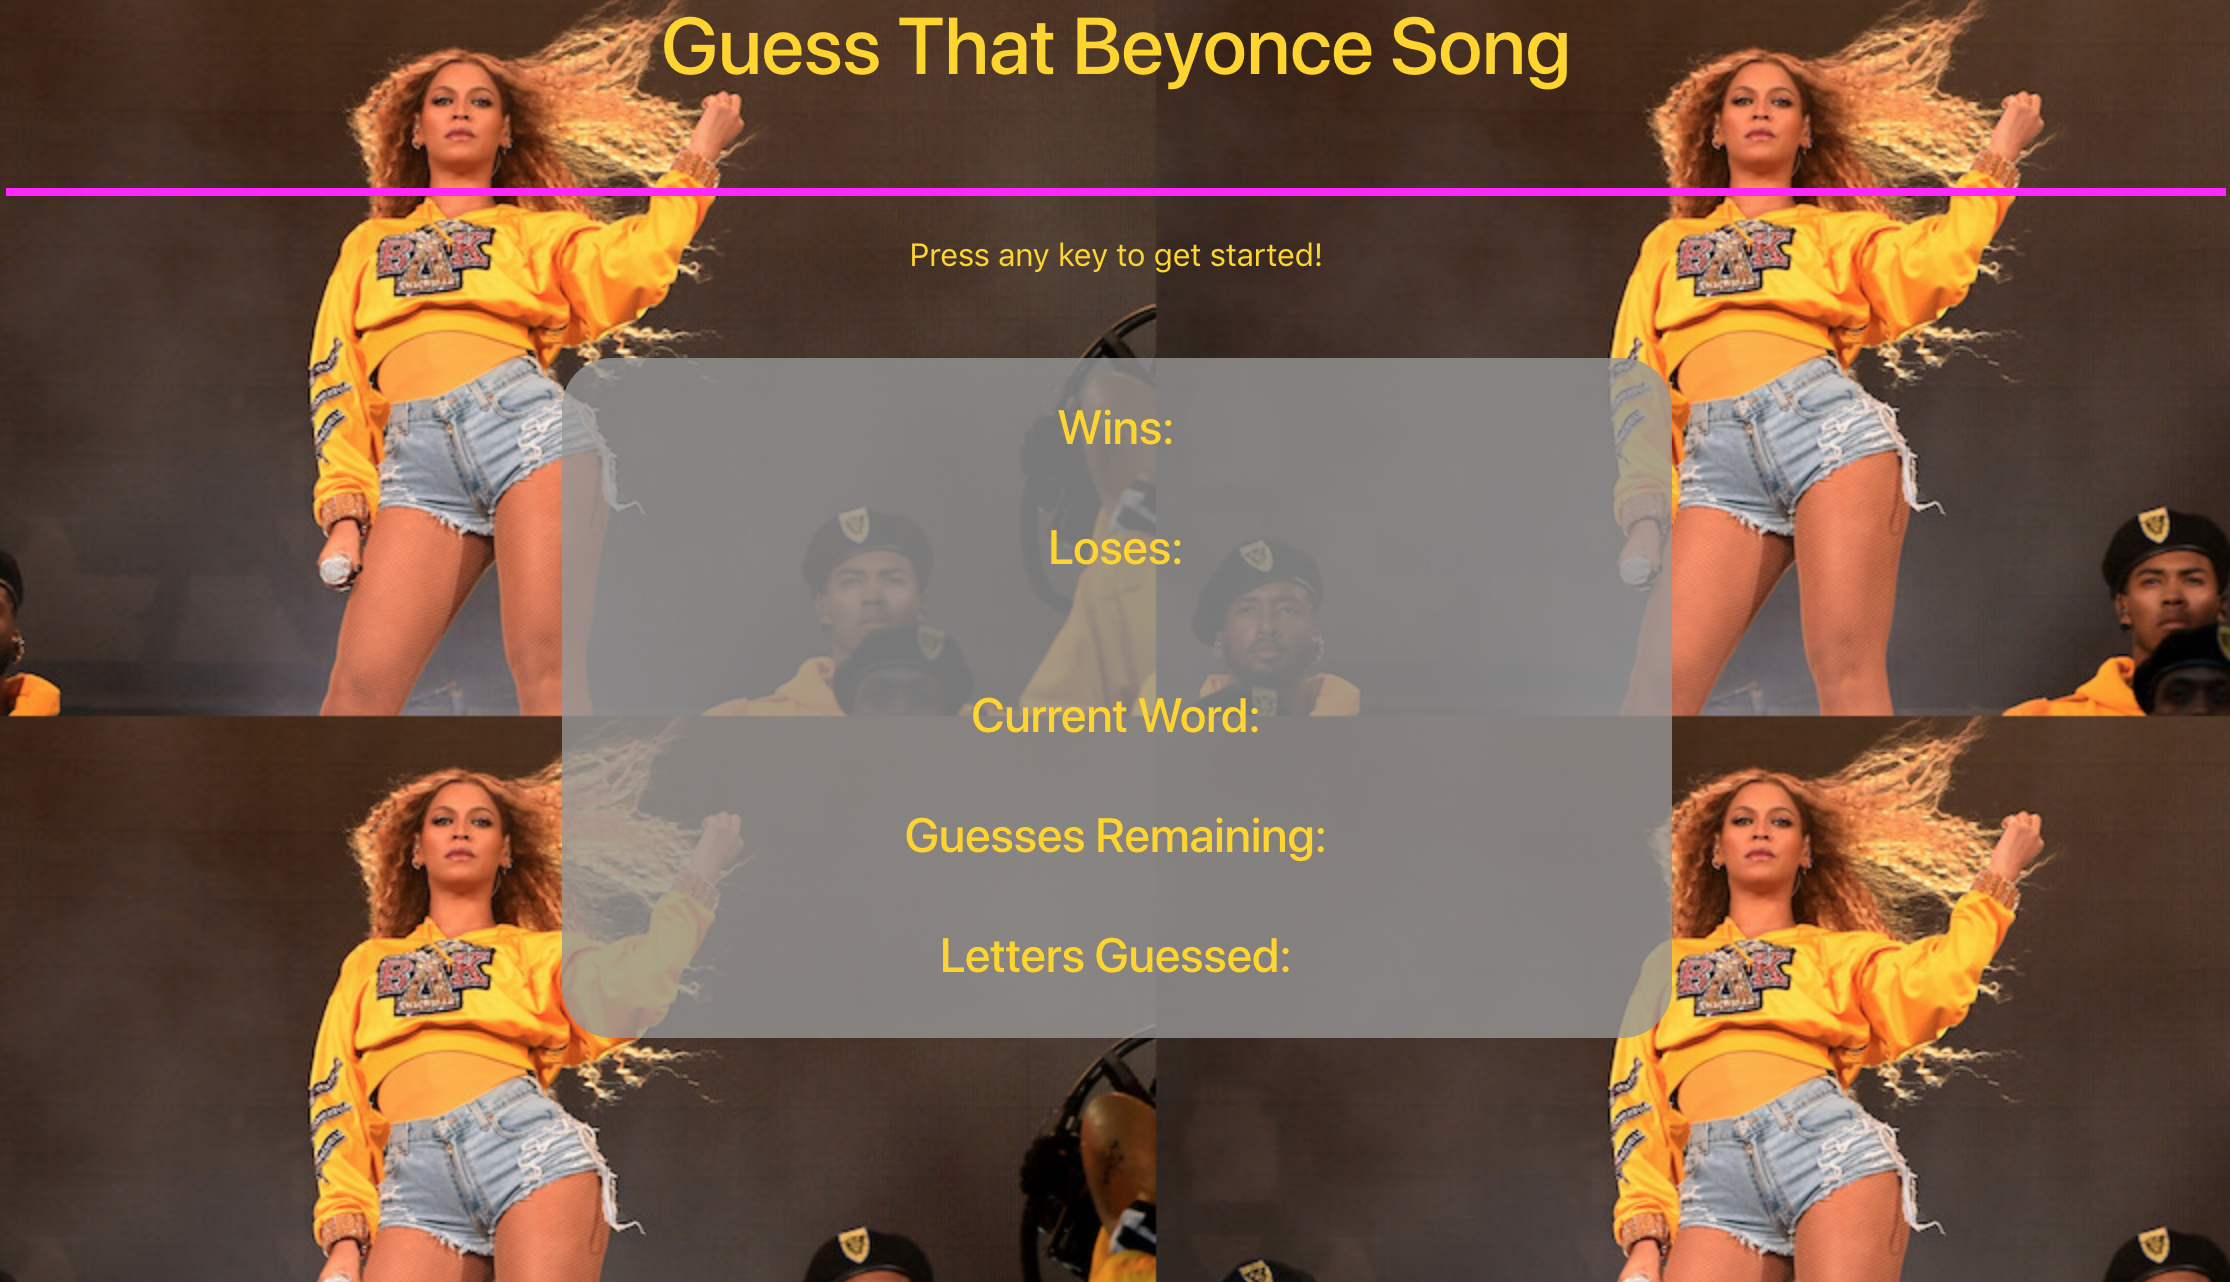 Guess That Beyonce Song
Press any key to get started!
Wins:
Loses:
Current Word:
Guesses Remaining:
Letters Guessed: